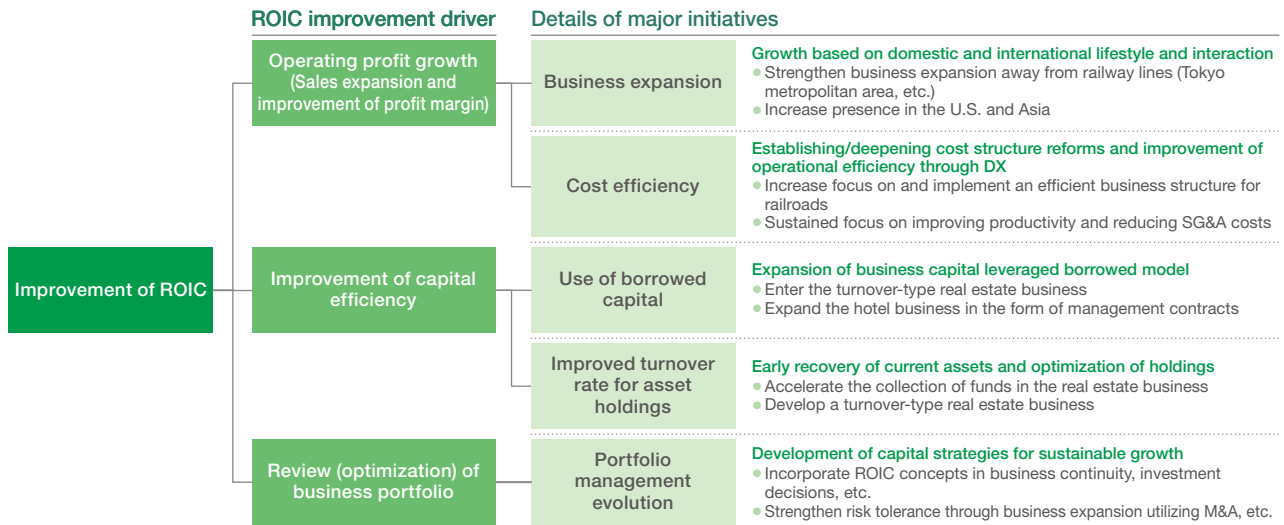 ROIC improvement driver
Details of major initiatives
Improvement of ROIC
Operating profit growth
(Sales expansion and
improvement of profit margin)
Business expansion
Growth based on domestic and international lifestyle and interaction
● Strengthen business expansion away from railway lines (Tokyo
metropolitan area, etc.)
● Increase presence in the U.S. and Asia
Cost efficiency
Establishing/deepening cost structure reforms and improvement of
operational efficiency through DX
● Increase focus on and implement an efficient business structure for
railroads
● Sustained focus on improving productivity and reducing SG&A costs
Improvement of capital
efficiency
Use of borrowed
capital
Expansion of business capital leveraged borrowed model
● Enter the turnover-type real estate business
● Expand the hotel business in the form of management contracts
Improved turnover
rate for asset
holdings
Early recovery of current assets and optimization of holdings
● Accelerate the collection of funds in the real estate business
● Develop a turnover-type real estate business
Review (optimization) of
business portfolio
Portfolio
management
evolution
Development of capital strategies for sustainable growth
● Incorporate ROIC concepts in business continuity, investment
decisions, etc.
● Strengthen risk tolerance through business expansion utilizing M&A, etc.